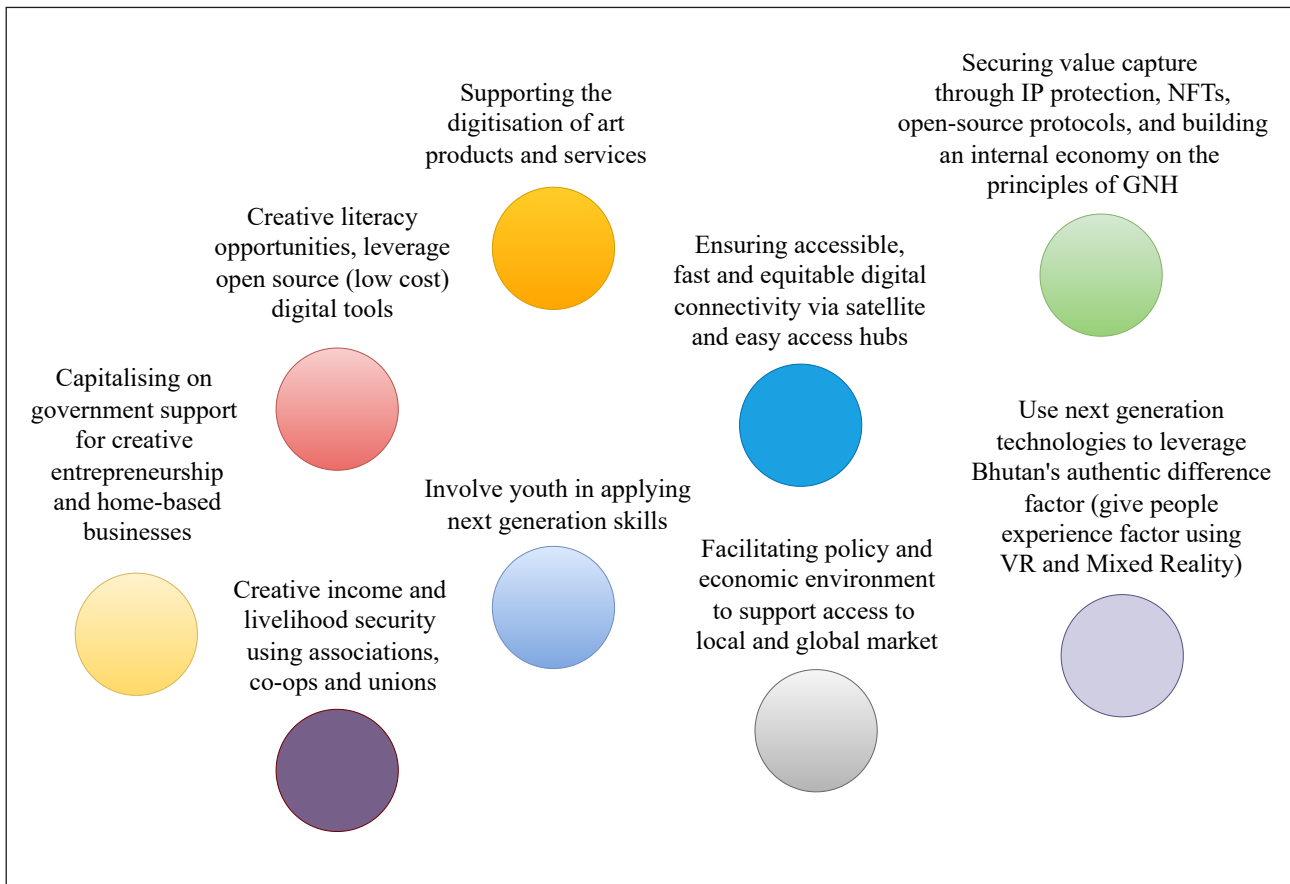 Supporting the
digitisation of art
products and services
Securing value capture
through IP protection, NFTs,
open-source protocols, and building
an internal economy on the
principles of GNH
Creative literacy
opportunities, leverage
open source (low cost)
digital tools
Ensuring accessible,
fast and equitable digital
connectivity via satellite
and easy access hubs
Capitalising on
government support
for creative
entrepreneurship
and home-based
businesses
Use next generation
technologies to leverage
Bhutan's authentic difference
factor (give people
experience factor using
VR and Mixed Reality)
Involve youth in applying
next generation skills
Facilitating policy and
economic environment
to support access to
local and global market
Creative income and
livelihood security
using associations,
co-ops and unions